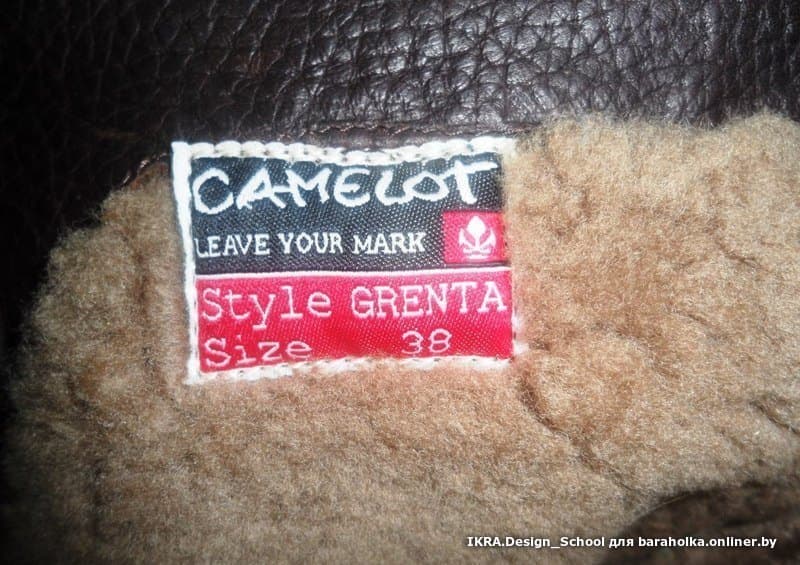 CAMELOT
LEAVE YOUR MARK
Style GRENTA
Size 38
IKRA.Design_School для baraholka.onliner.by